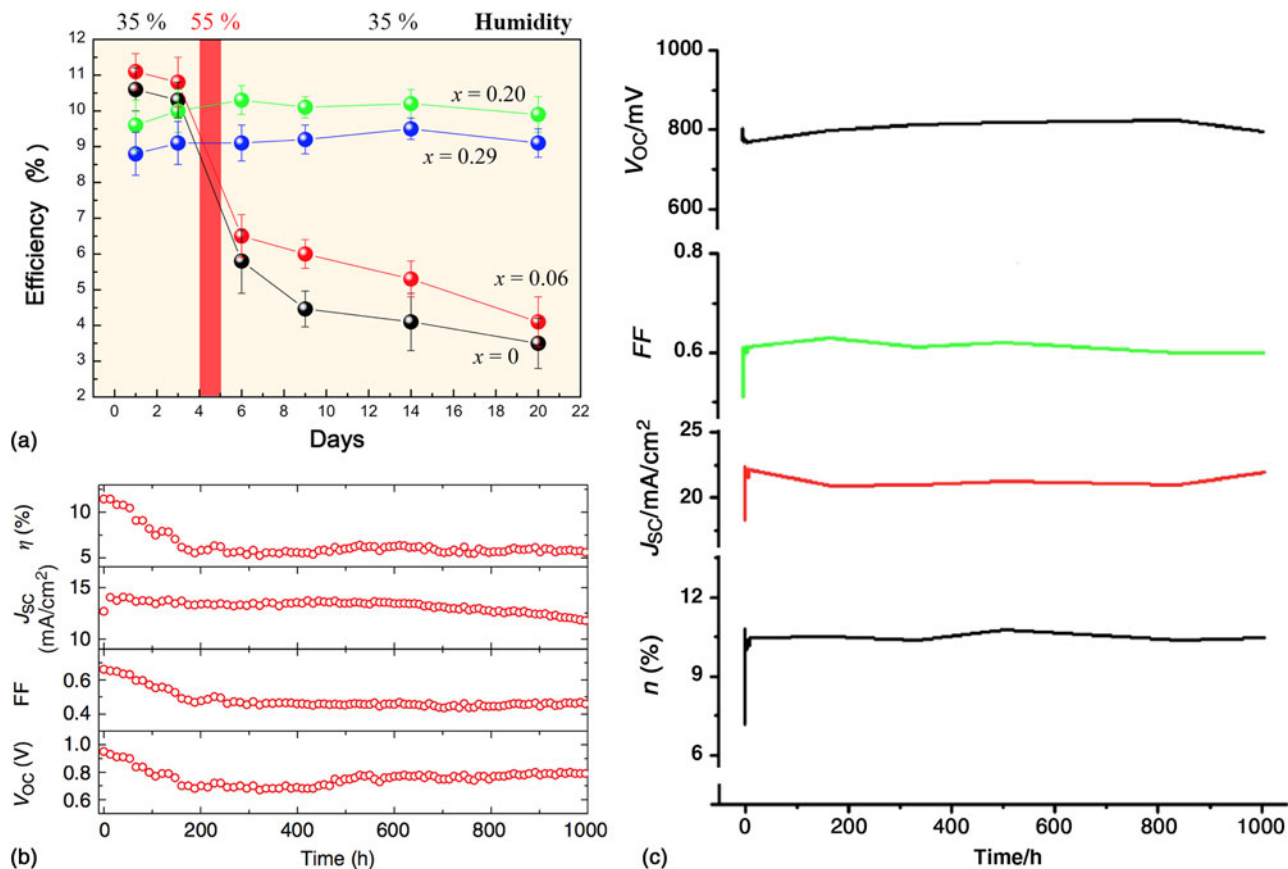 35 % 55 % 35 % Humidity
12
11
10
9
8
7
6
5
4
3
2
Efficiency (%)
x = 0.20
x = 0.29
x = 0.06
x = 0
0 2 4 6 8 10 12 14 16 18 20 22
Days
(a)
η (%)
10
5
JSC
(mA/cm²)
15
10
FF
0.6
0.4
VOC (V)
1.0
0.8
0.6
0 200 400 600 800 1000
Time (h)
(b)
VOC/mV
1000
800
600
FF
0.8
0.6
JSC/mA/cm²
25
20
n (%)
12
9
6
0 200 400 600 800 1000
Time/h
(c)